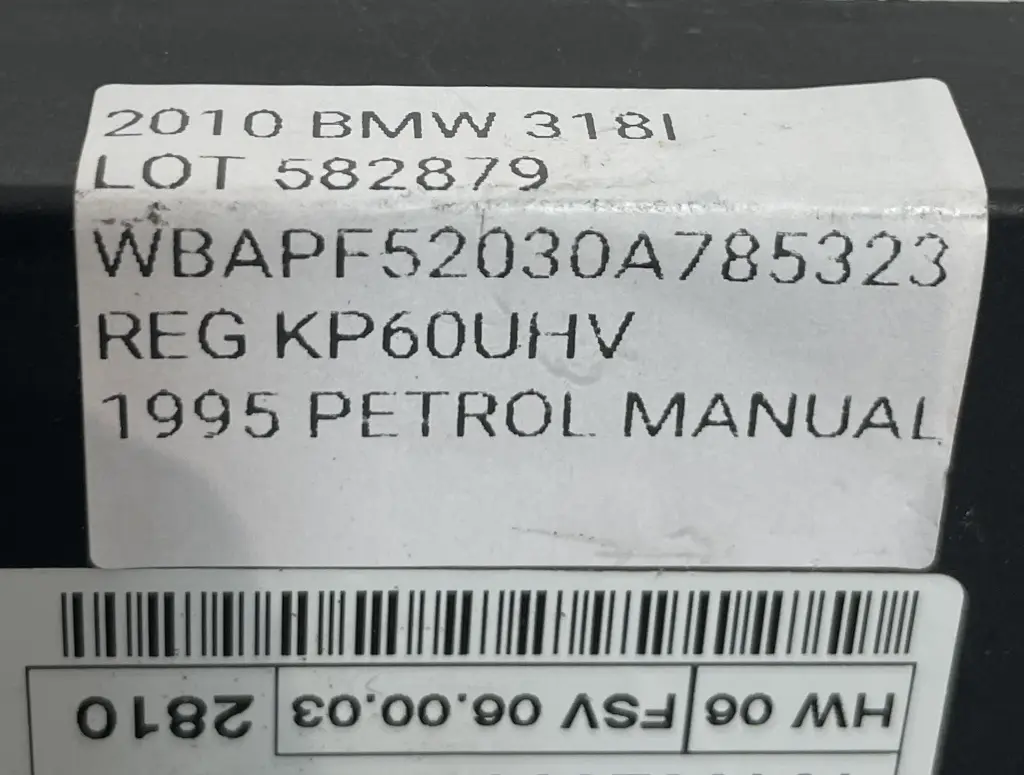 2010 BMW 318I
LOT 582879
WBAPF52030A785323
REG KP60UHV
1995 PETROL MANUAL
HW 06 FSV 06.00.03 2810